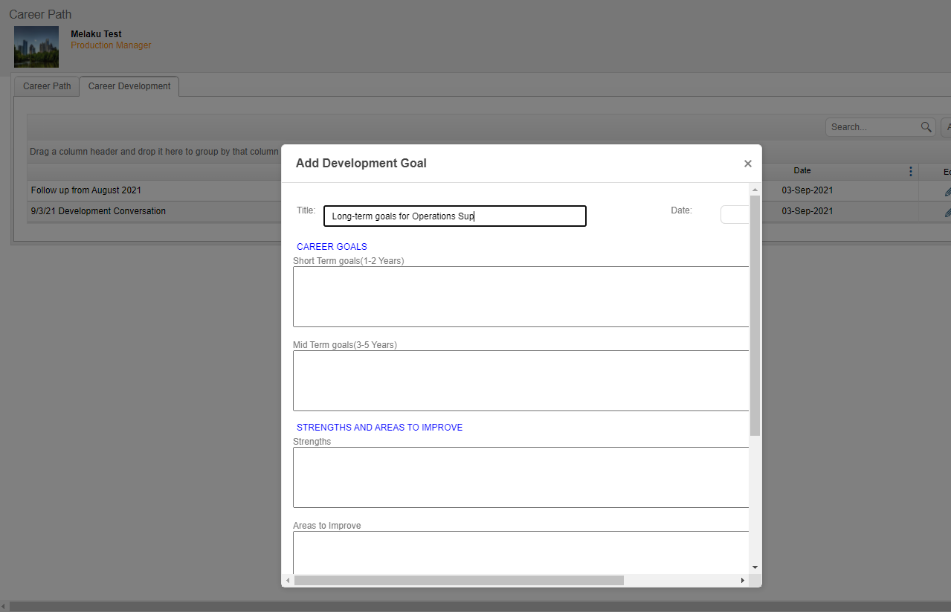 Career Path
Melaku Test
Production Manager
Career Path Career Development
Search...
Drag a column header and drop it here to group by that column
Date
Follow up from August 2021 03-Sep-2021
9/3/21 Development Conversation 03-Sep-2021
Add Development Goal
Title: Long-term goals for Operations Sup Date:
CAREER GOALS
Short Term goals(1-2 Years)
Mid Term goals(3-5 Years)
STRENGTHS AND AREAS TO IMPROVE
Strengths
Areas to Improve